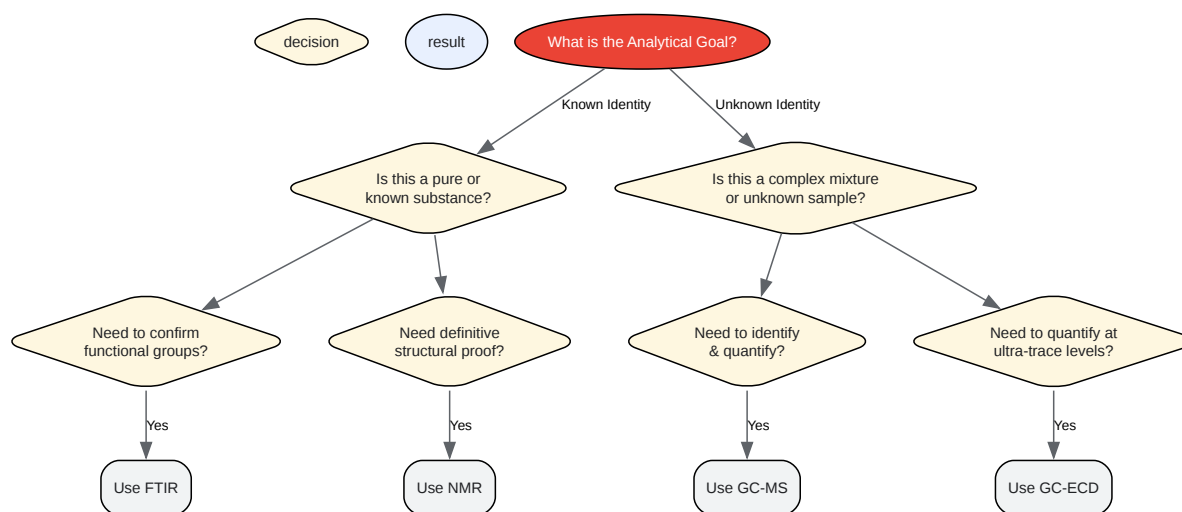 decision
result
What is the Analytical Goal?
Known Identity
Unknown Identity
Is this a pure or
known substance?
Is this a complex mixture
or unknown sample?
Need to confirm
functional groups?
Need definitive
structural proof?
Need to identify
& quantify?
Need to quantify at
ultra-trace levels?
Yes
Yes
Yes
Yes
Use FTIR
Use NMR
Use GC-MS
Use GC-ECD